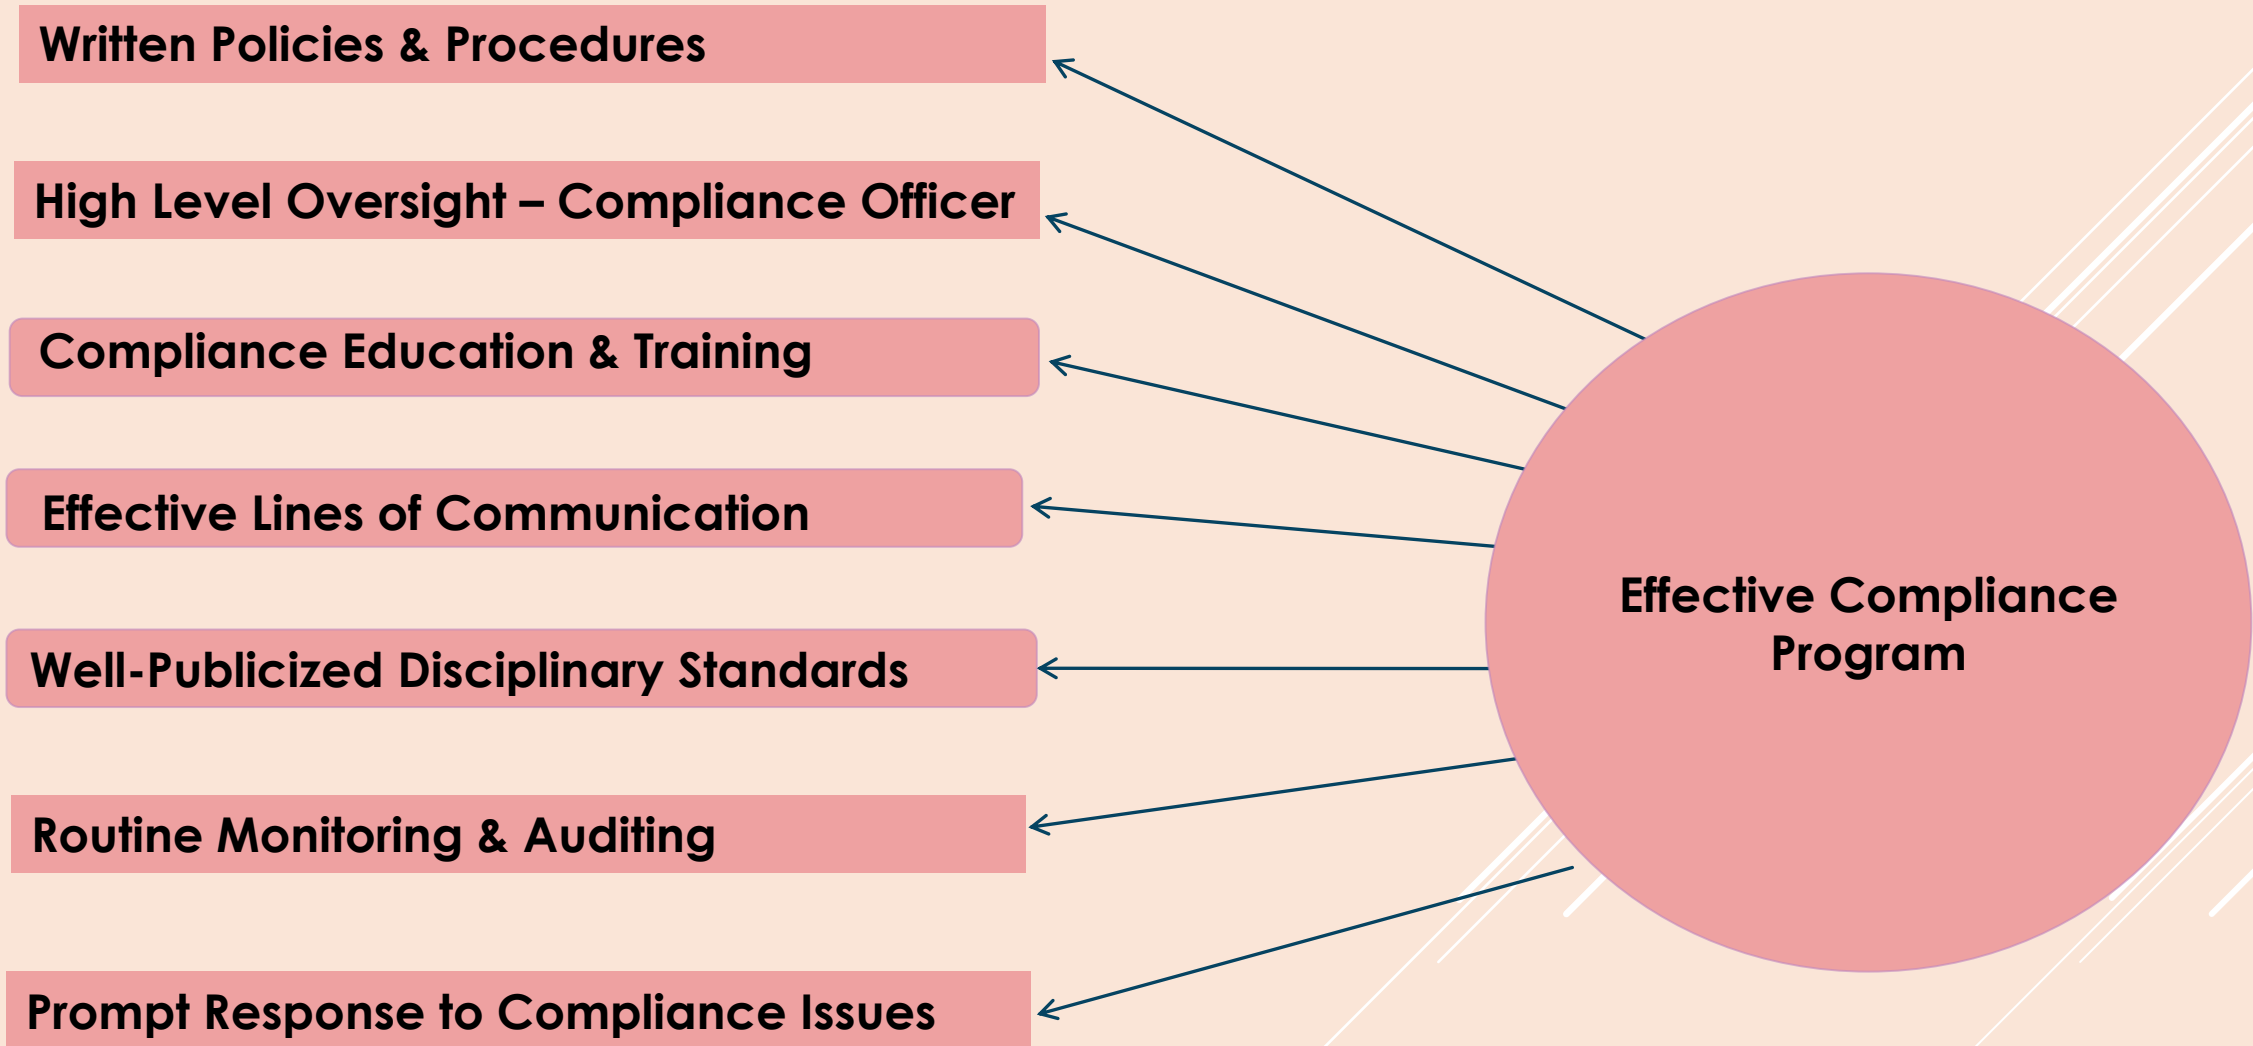 Written Policies & Procedures
High Level Oversight – Compliance Officer
Compliance Education & Training
Effective Lines of Communication
Well-Publicized Disciplinary Standards
Routine Monitoring & Auditing
Prompt Response to Compliance Issues
Effective Compliance
Program